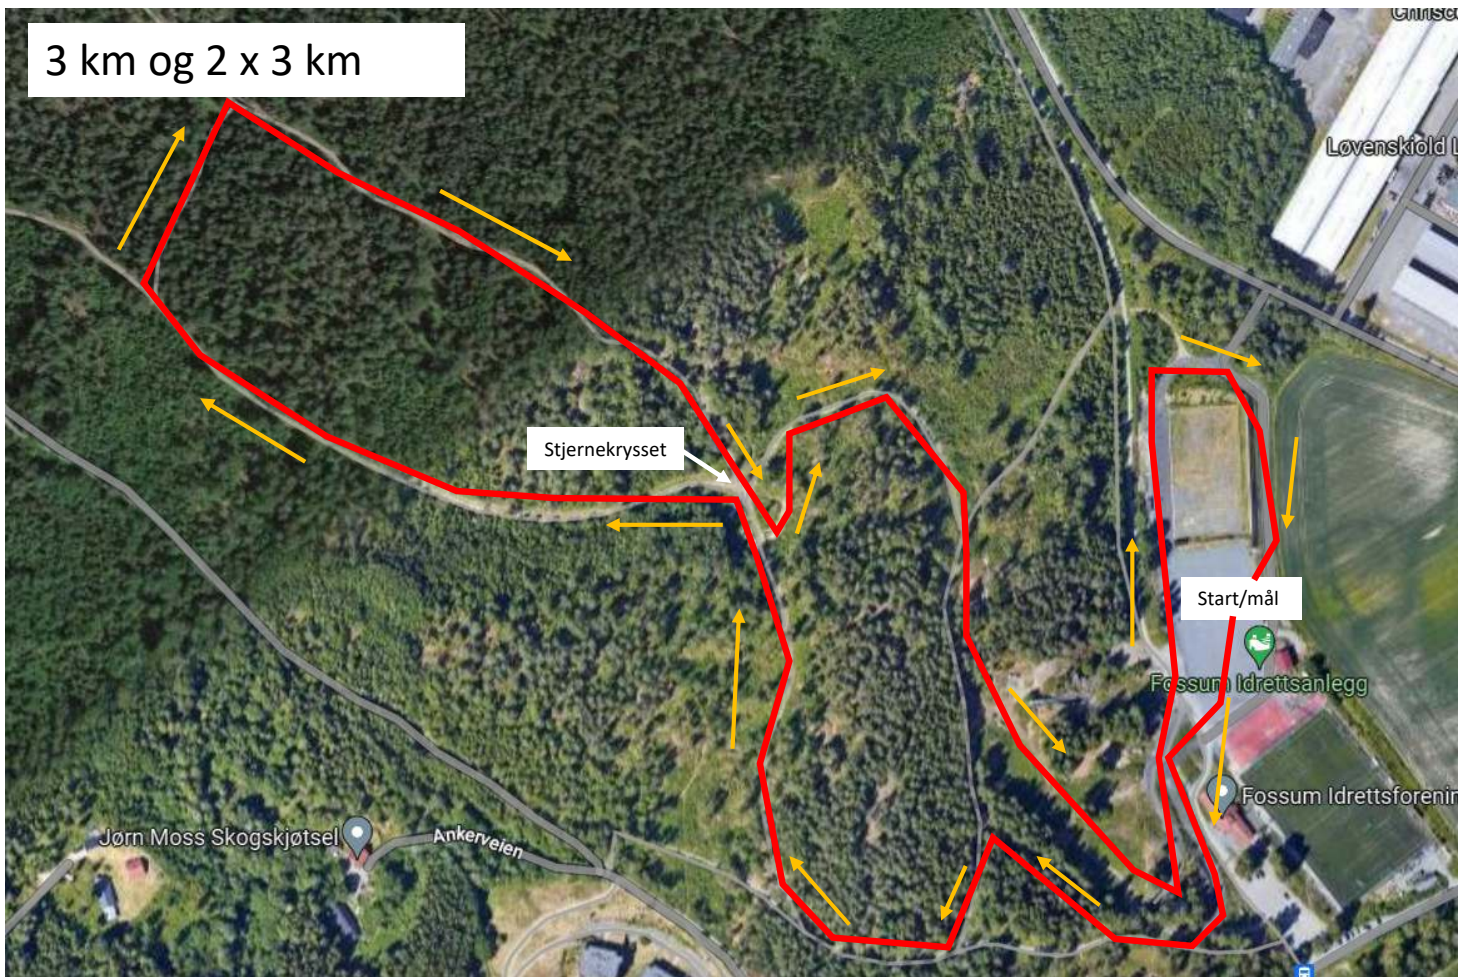 3 km og 2 x 3 km
Løvenskiold L
Stjernekrysset
Start/mål
Fossum Idrettsanlegg
Fossum Idrettsforenin
Jørn Moss Skogskjøtsel
Ankerveien